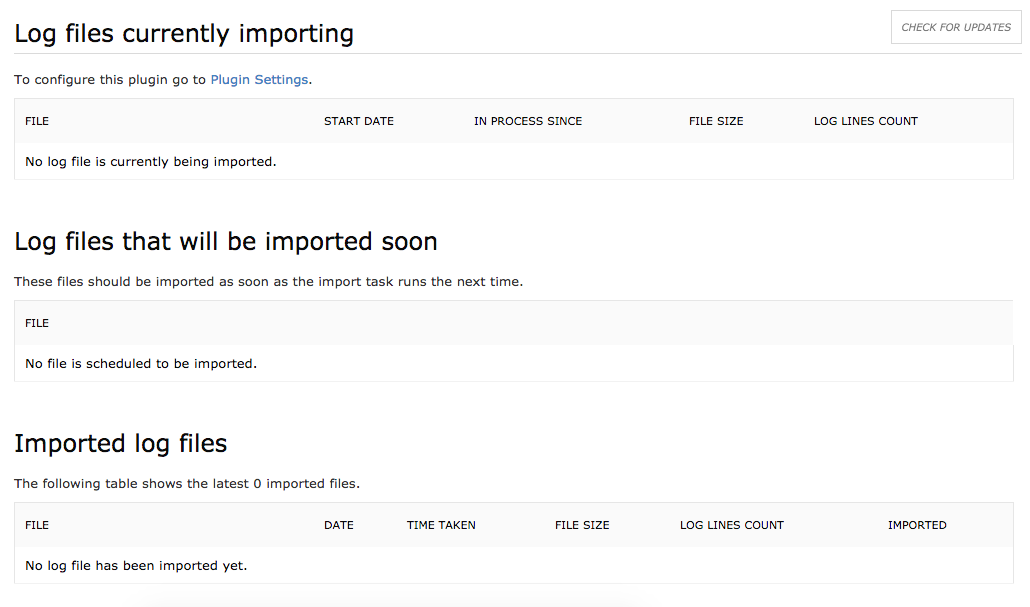 Log files currently importing
CHECK FOR UPDATES
To configure this plugin go to Plugin Settings.
FILE START DATE IN PROCESS SINCE FILE SIZE LOG LINES COUNT
No log file is currently being imported.
Log files that will be imported soon
These files should be imported as soon as the import task runs the next time.
FILE
No file is scheduled to be imported.
Imported log files
The following table shows the latest 0 imported files.
FILE DATE TIME TAKEN FILE SIZE LOG LINES COUNT IMPORTED
No log file has been imported yet.